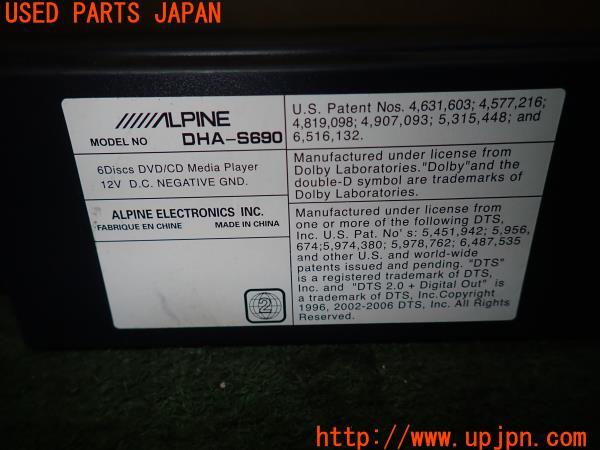 USED PARTS JAPAN
ALPINE
MODEL NO DHA-S690
6Discs DVD/CD Media Player
12V D.C. NEGATIVE GND.
ALPINE ELECTRONICS INC.
FABRIQUE EN CHINE MADE IN CHINA
2
U.S. Patent Nos. 4,631,603; 4,577,216;
4,819,098; 4,907,093; 5,315,448; and
6,516,132.
Manufactured under license from
Dolby Laboratories. "Dolby"and the
double-D symbol are trademarks of
Dolby Laboratories.
Manufactured under license from
one or more of the following DTS,
Inc. U.S. Pat. No' s: 5,451,942; 5,956,
674;5,974,380; 5,978,762; 6,487,535
and other U.S. and world-wide
patents issued and pending. "DTS"
is a registered trademark of DTS,
Inc. and "DTS 2.0 + Digital Out" is
a trademark of DTS, Inc.Copyright
1996, 2002-2006 DTS, Inc. All Rights
Reserved.
http://www.upjpn.com/